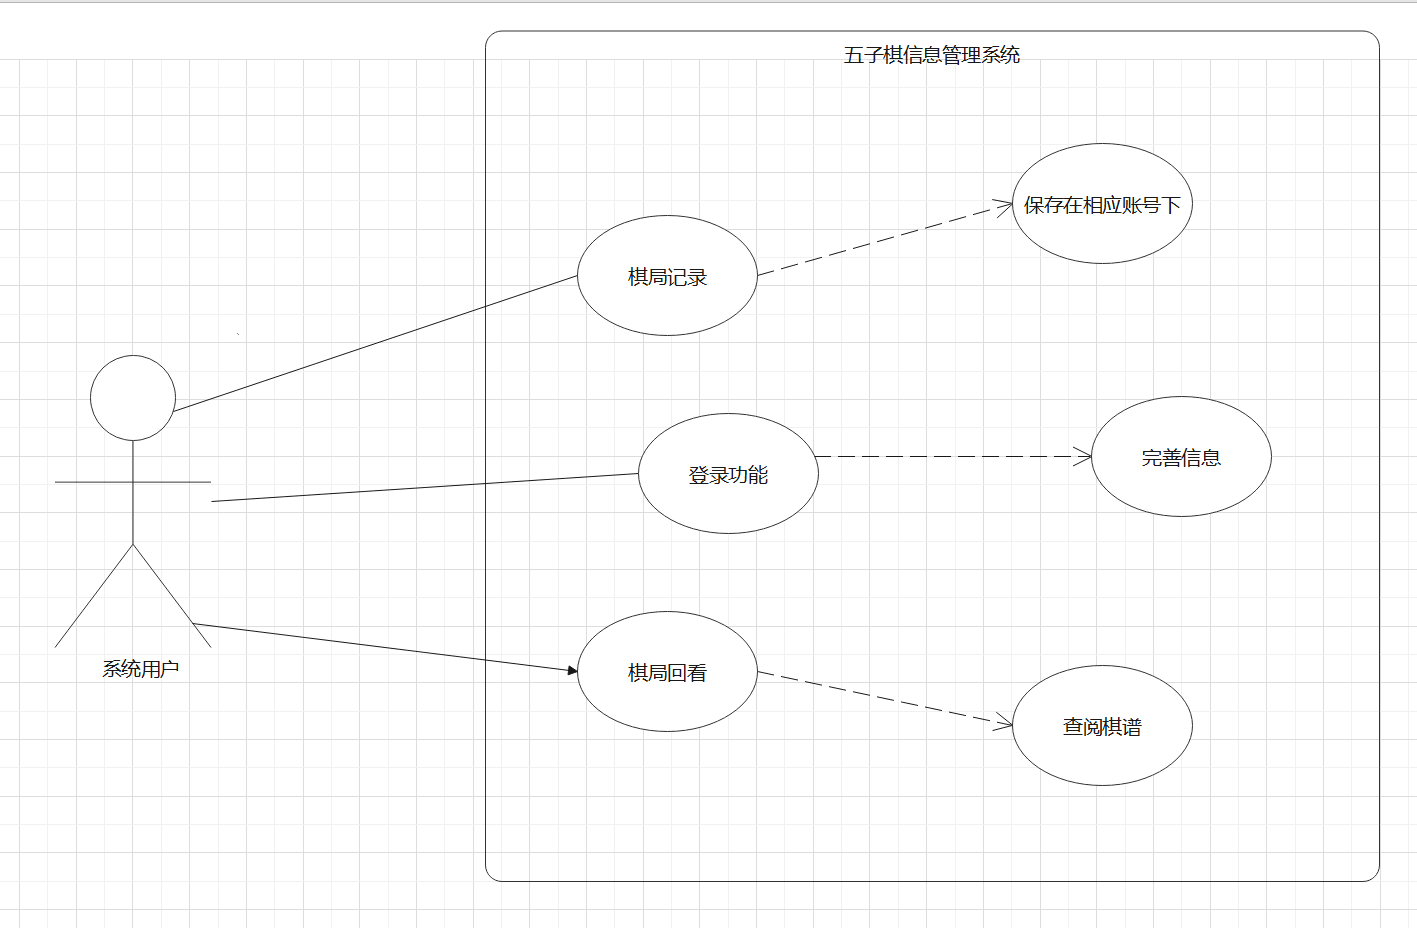 五子棋信息管理系统
保存在相应账号下
棋局记录
完善信息
登录功能
系统用户
棋局回看
查阅棋谱